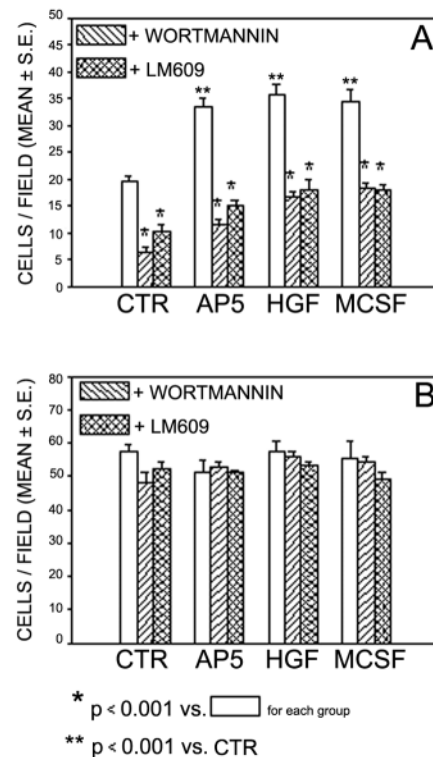 50
A
+ WORTMANNIN
45
40
+ LM609
**
**
**
35
30
25
20
15
10
5
0
* * * * * * * *
CELLS / FIELD (MEAN ± S.E.)
CTR AP5 HGF MCSF
80
B
+ WORTMANNIN
70
+ LM609
60
50
40
30
20
10
0
CELLS / FIELD (MEAN ± S.E.)
CTR AP5 HGF MCSF
* p < 0.001 vs. for each group
** p < 0.001 vs. CTR